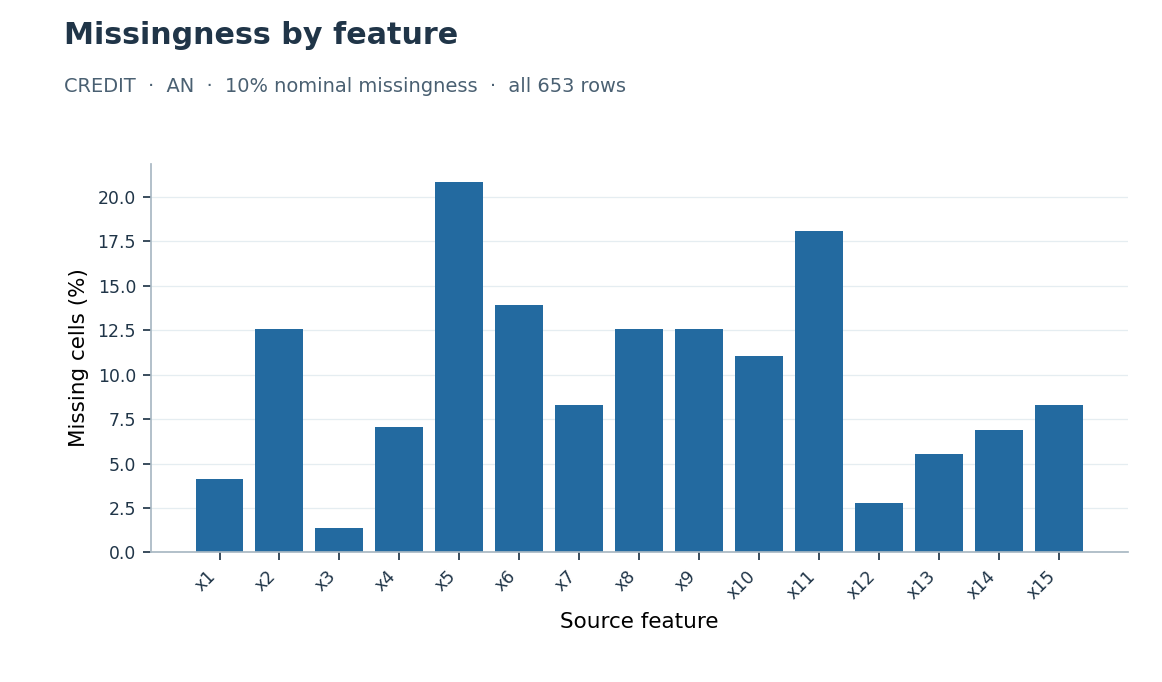 Missingness by feature
CREDIT · AN · 10% nominal missingness · all 653 rows
Missing cells (%)
20.0
17.5
15.0
12.5
10.0
7.5
5.0
2.5
0.0
x1 x2 x3 x4 x5 x6 x7 x8 x9 x10 x11 x12 x13 x14 x15
Source feature